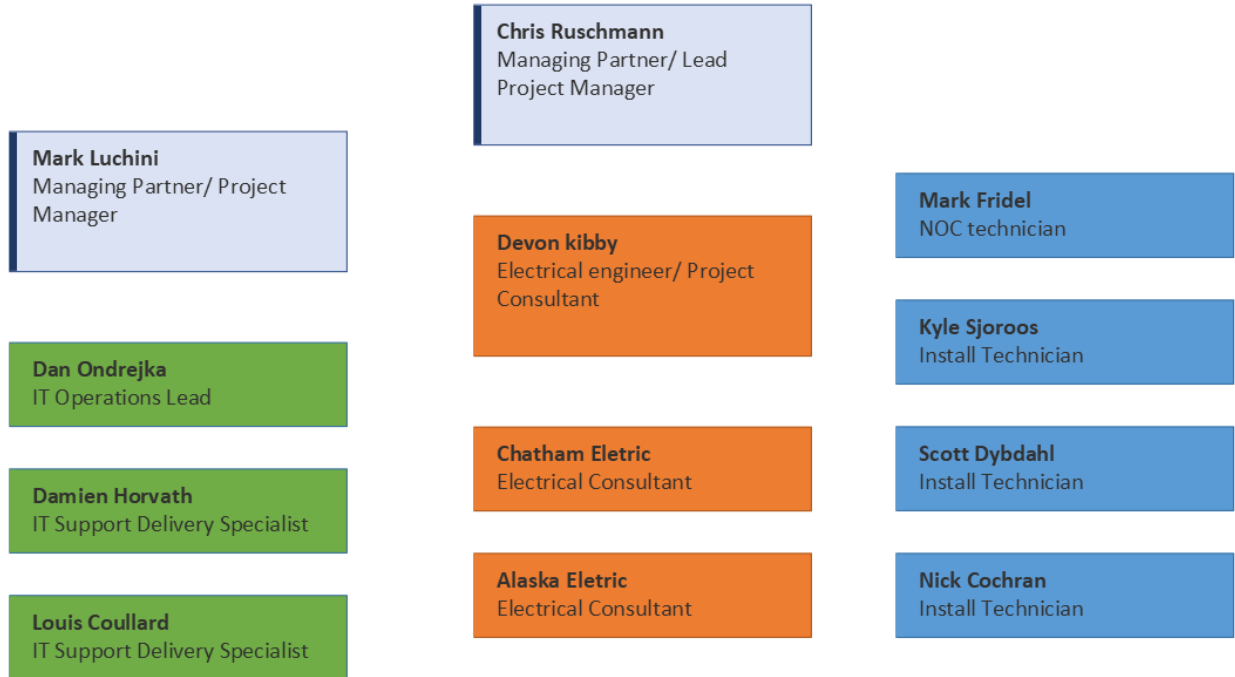 Chris Ruschmann
Managing Partner/ Lead
Project Manager
Mark Luchini
Managing Partner/ Project
Manager
Dan Ondrejka
IT Operations Lead
Damien Horvath
IT Support Delivery Specialist
Louis Coullard
IT Support Delivery Specialist
Devon kibby
Electrical engineer/ Project
Consultant
Chatham Eletric
Electrical Consultant
Alaska Eletric
Electrical Consultant
Mark Fridel
NOC technician
Kyle Sjoroos
Install Technician
Scott Dybdahl
Install Technician
Nick Cochran
Install Technician